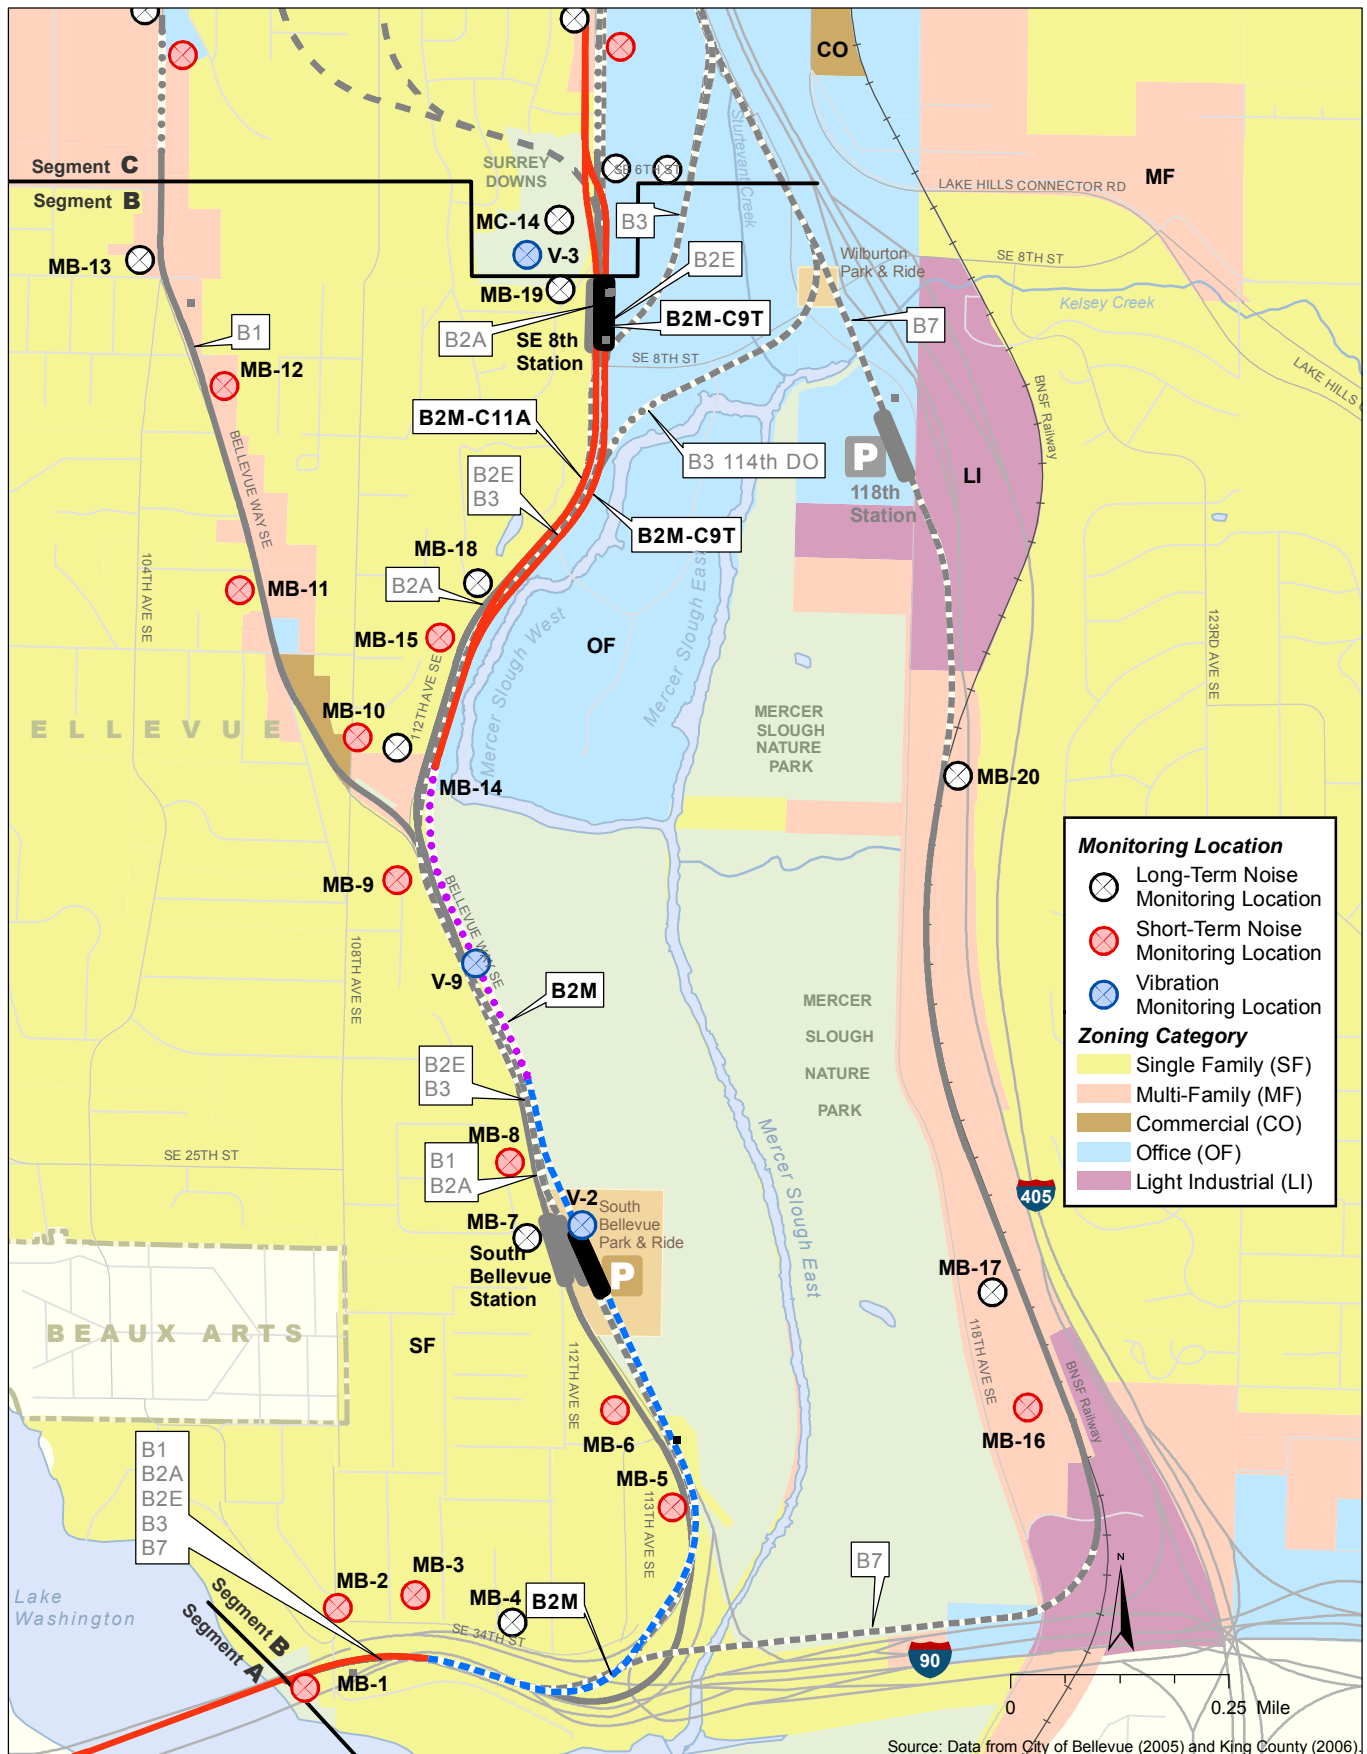 CO
Segment C
Segment B
SURREY
DOWNS
SE 6TH ST
Sturtevant Creek
LAKE HILLS CONNECTOR RD
MF
MC-14
V-3
B3
MB-13
B2E
Wilburton
Park & Ride
SE 8TH ST
Kelsey Creek
MB-19
B1
B2A
SE 8th
Station
B2M-C9T
B7
SE 8TH ST
MB-12
BNSF Railway
LAKE HILLS
B2M-C11A
BELLEVUE WAY SE
B3 114th DO
P
118th
Station
LI
B2E
B3
B2M-C9T
MB-18
B2A
104TH AVE SE
MB-11
MB-15
Mercer Slough West
OF
Mercer Slough East
123RD AVE SE
112TH AVE SE
ELLEVUE
MB-10
MERCER
SLOUGH
NATURE
PARK
MB-14
MB-20
MB-9
BELLEVUE WAY SE
108TH AVE SE
V-9
B2M
MERCER
SLOUGH
NATURE
PARK
Monitoring Location
Long-Term Noise
Monitoring Location
Short-Term Noise
Monitoring Location
Vibration
Monitoring Location
Zoning Category
Single Family (SF)
Multi-Family (MF)
Commercial (CO)
Office (OF)
Light Industrial (LI)
B2E
B3
MB-8
SE 25TH ST
B1
B2A
Mercer Slough East
V-2
South
Bellevue
Park & Ride
405
MB-7
South
Bellevue
Station
P
MB-17
BEAUX ARTS
SF
112TH AVE SE
118TH AVE SE
BNSF Railway
MB-6
MB-16
MB-5
113TH AVE SE
B1
B2A
B2E
B3
B7
Lake
Washington
MB-2
MB-3
MB-4
B2M
B7
N
Segment B
Segment A
SE 34TH ST
90
MB-1
0 0.25 Mile
Source: Data from City of Bellevue (2005) and King County (2006)